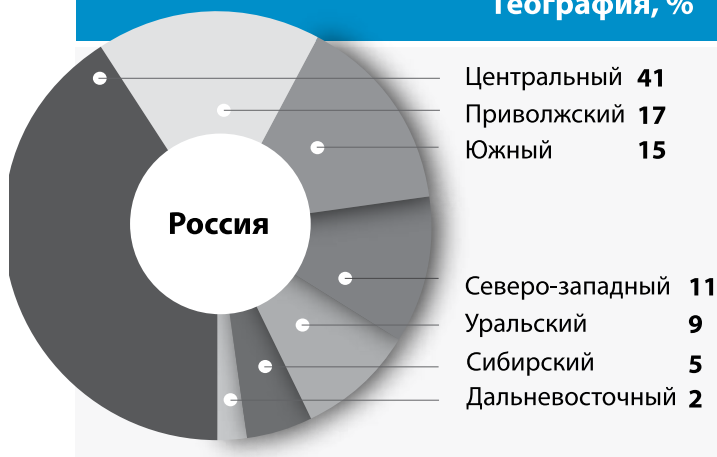 География, %
Центральный 41
Приволжский 17
Южный 15
Россия
Северо-западный 11
Уральский 9
Сибирский 5
Дальневосточный 2